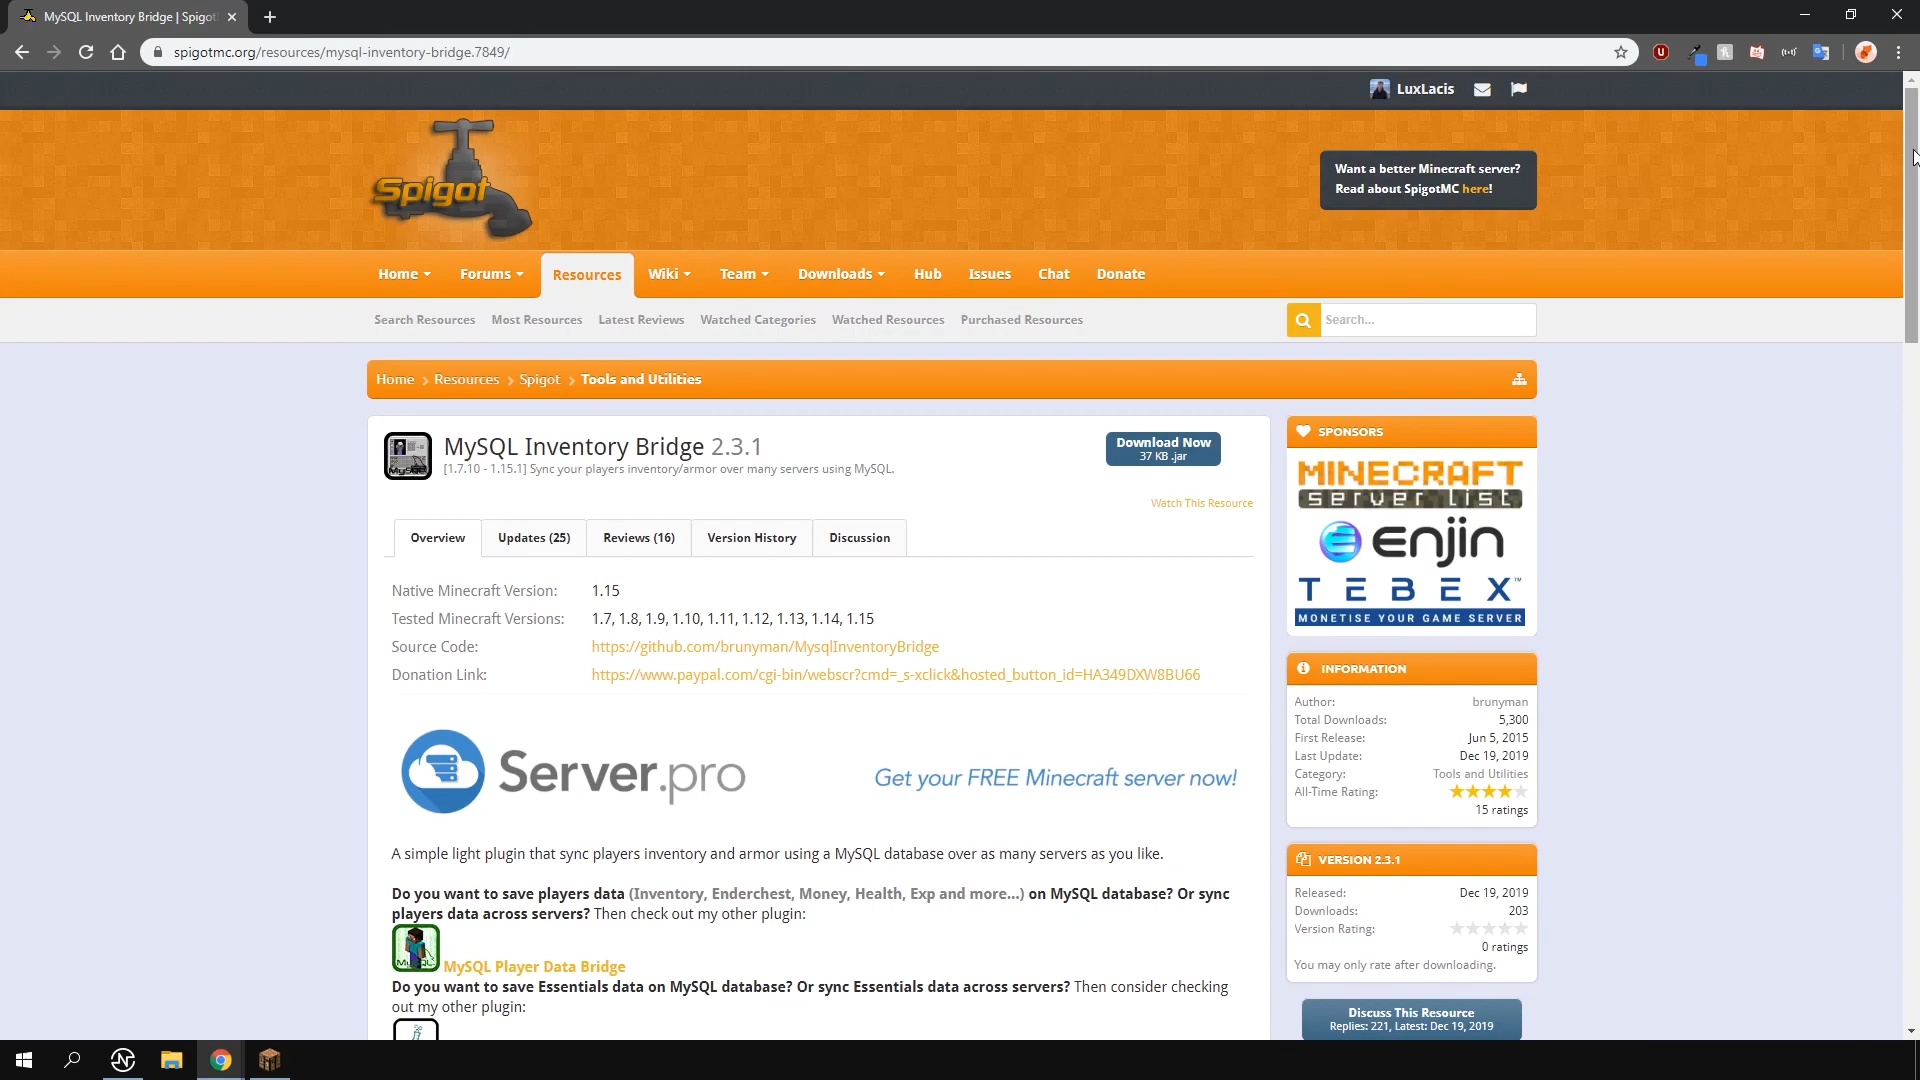 MySQL Inventory Bridge | Spigot
spigotmc.org/resources/mysql-inventory-bridge.7849/
LuxLacis
Spigot
Want a better Minecraft server?
Read about SpigotMC here!
Home Forums Resources Wiki Team Downloads Hub Issues Chat Donate
Search Resources Most Resources Latest Reviews Watched Categories Watched Resources Purchased Resources
Search...
Home Resources Spigot Tools and Utilities
MySQL Inventory Bridge 2.3.1
[1.7.10 - 1.15.1] Sync your players inventory/armor over many servers using MySQL.
Download Now
37 KB .jar
Watch This Resource
Overview Updates (25) Reviews (16) Version History Discussion
Native Minecraft Version: 1.15
Tested Minecraft Versions: 1.7, 1.8, 1.9, 1.10, 1.11, 1.12, 1.13, 1.14, 1.15
Source Code: https://github.com/brunyman/MysqlInventoryBridge
Donation Link: https://www.paypal.com/cgi-bin/webscr?cmd=_s-xclick&hosted_button_id=HA349DXW8BU66
Server.pro
Get your FREE Minecraft server now!
A simple light plugin that sync players inventory and armor using a MySQL database over as many servers as you like.
Do you want to save players data (Inventory, Enderchest, Money, Health, Exp and more...) on MySQL database? Or sync
players data across servers? Then check out my other plugin:
MySQL Player Data Bridge
Do you want to save Essentials data on MySQL database? Or sync Essentials data across servers? Then consider checking
out my other plugin:
SPONSORS
MINECRAFT
server list
enjin
TEBEX™
MONETISE YOUR GAME SERVER
INFORMATION
Author: brunyman
Total Downloads: 5,300
First Release: Jun 5, 2015
Last Update: Dec 19, 2019
Category: Tools and Utilities
All-Time Rating:
15 ratings
VERSION 2.3.1
Released: Dec 19, 2019
Downloads: 203
Version Rating:
0 ratings
You may only rate after downloading.
Discuss This Resource
Replies: 221, Latest: Dec 19, 2019